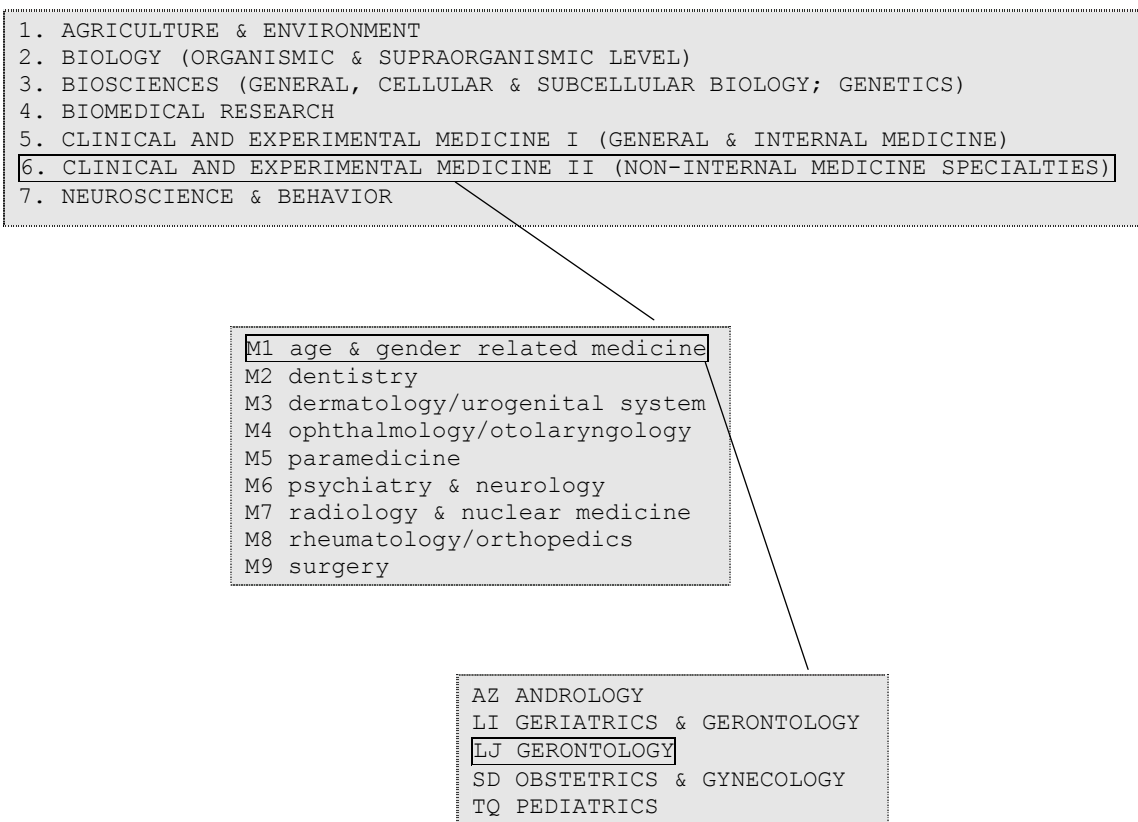 1. AGRICULTURE & ENVIRONMENT
2. BIOLOGY (ORGANISMIC & SUPRAORGANISMIC LEVEL)
3. BIOSCIENCES (GENERAL, CELLULAR & SUBCELLULAR BIOLOGY; GENETICS)
4. BIOMEDICAL RESEARCH
5. CLINICAL AND EXPERIMENTAL MEDICINE I (GENERAL & INTERNAL MEDICINE)
6. CLINICAL AND EXPERIMENTAL MEDICINE II (NON-INTERNAL MEDICINE SPECIALTIES)
7. NEUROSCIENCE & BEHAVIOR
M1 age & gender related medicine
M2 dentistry
M3 dermatology/urogenital system
M4 ophthalmology/otolaryngology
M5 paramedicine
M6 psychiatry & neurology
M7 radiology & nuclear medicine
M8 rheumatology/orthopedics
M9 surgery
AZ ANDROLOGY
LI GERIATRICS & GERONTOLOGY
LJ GERONTOLOGY
SD OBSTETRICS & GYNECOLOGY
TQ PEDIATRICS